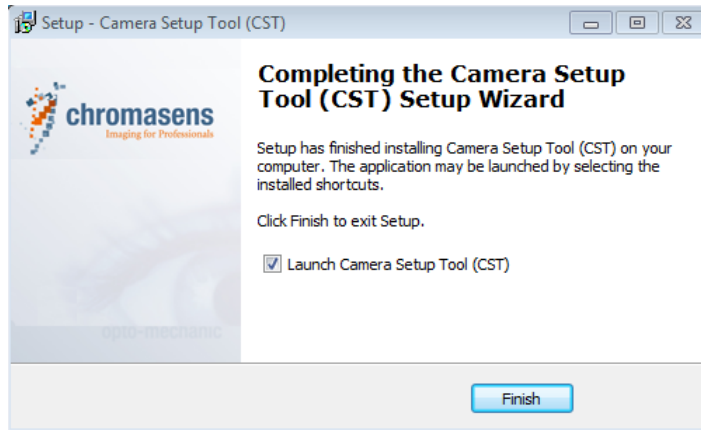 Setup - Camera Setup Tool (CST)
chromasens
Imaging for Professionals
Completing the Camera Setup
Tool (CST) Setup Wizard
Setup has finished installing Camera Setup Tool (CST) on your
computer. The application may be launched by selecting the
installed shortcuts.
Click Finish to exit Setup.
Launch Camera Setup Tool (CST)
opto-mechanic
Finish